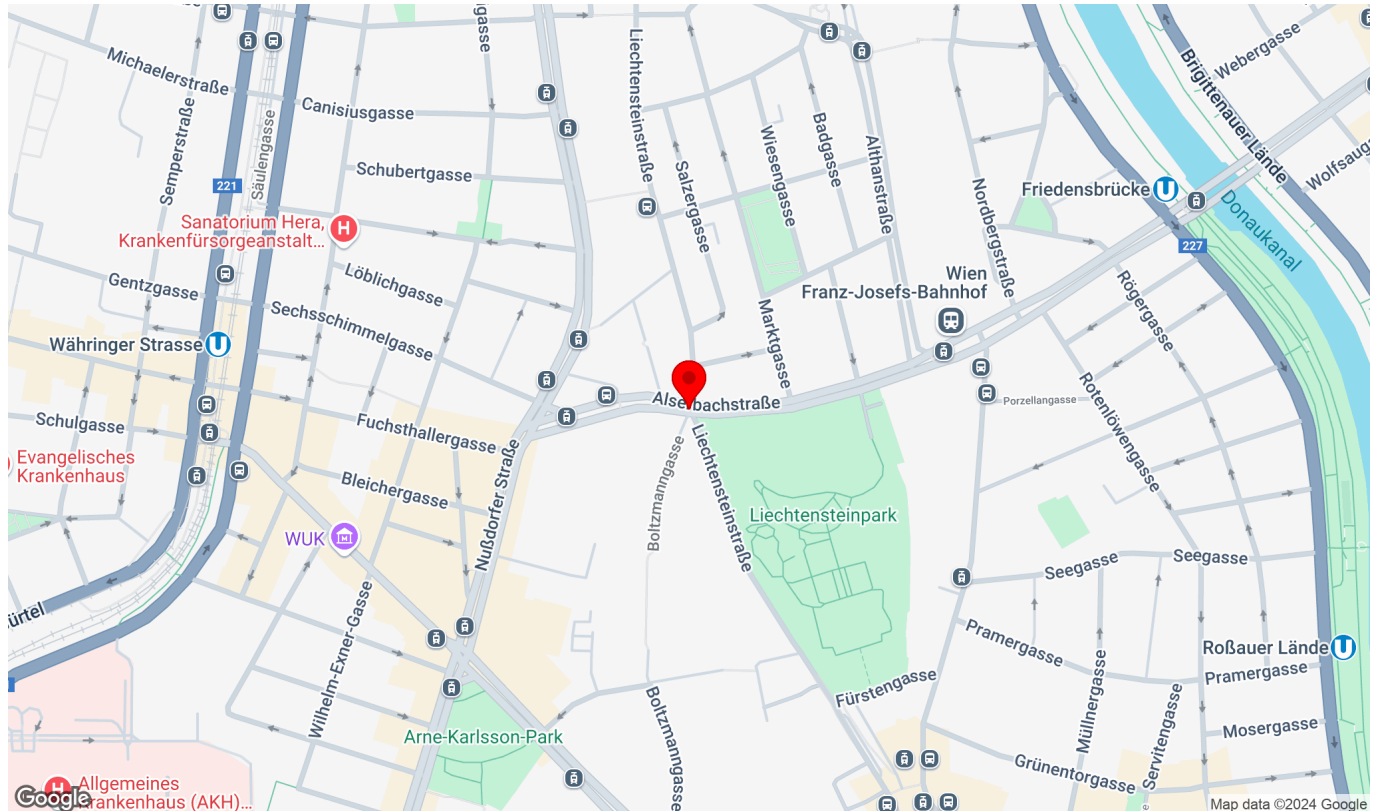 Michaelerstraße
Canisiusgasse
Semperstraße
Säulengasse
221
Schubertgasse
Sanatorium Hera,
Krankenfürsorgeanstalt...
H
Löblichgasse
Gentzgasse
Sechsschimmelgasse
Währinger Strasse
U
Fuchsthallergasse
Schulgasse
Evangelisches
Krankenhaus
Bleichergasse
WUK
Nußdorfer Straße
Wilhelm-Exner-Gasse
Arne-Karlsson-Park
H
Allgemeines
Krankenhaus (AKH)...
Google
Liechtensteinstraße
Salzergasse
Wiesengasse
Badgasse
Althanstraße
Nordbergstraße
Marktgasse
Wien
Franz-Josefs-Bahnhof
Alserbachstraße
Boltzmanngasse
Liechtensteinstraße
Liechtensteinpark
Boltzmanngasse
Fürstengasse
Webergasse
Brigittenauer Lände
Wolfsaug
Friedensbrücke
U
Donaukanal
227
Rögergasse
Porzellangasse
Rotenlöwengasse
Seegasse
Seegasse
Pramergasse
Roßauer Lände
U
Pramergasse
Müllnergasse
Servitengasse
Mosergasse
Grünentorgasse
Map data ©2024 Google